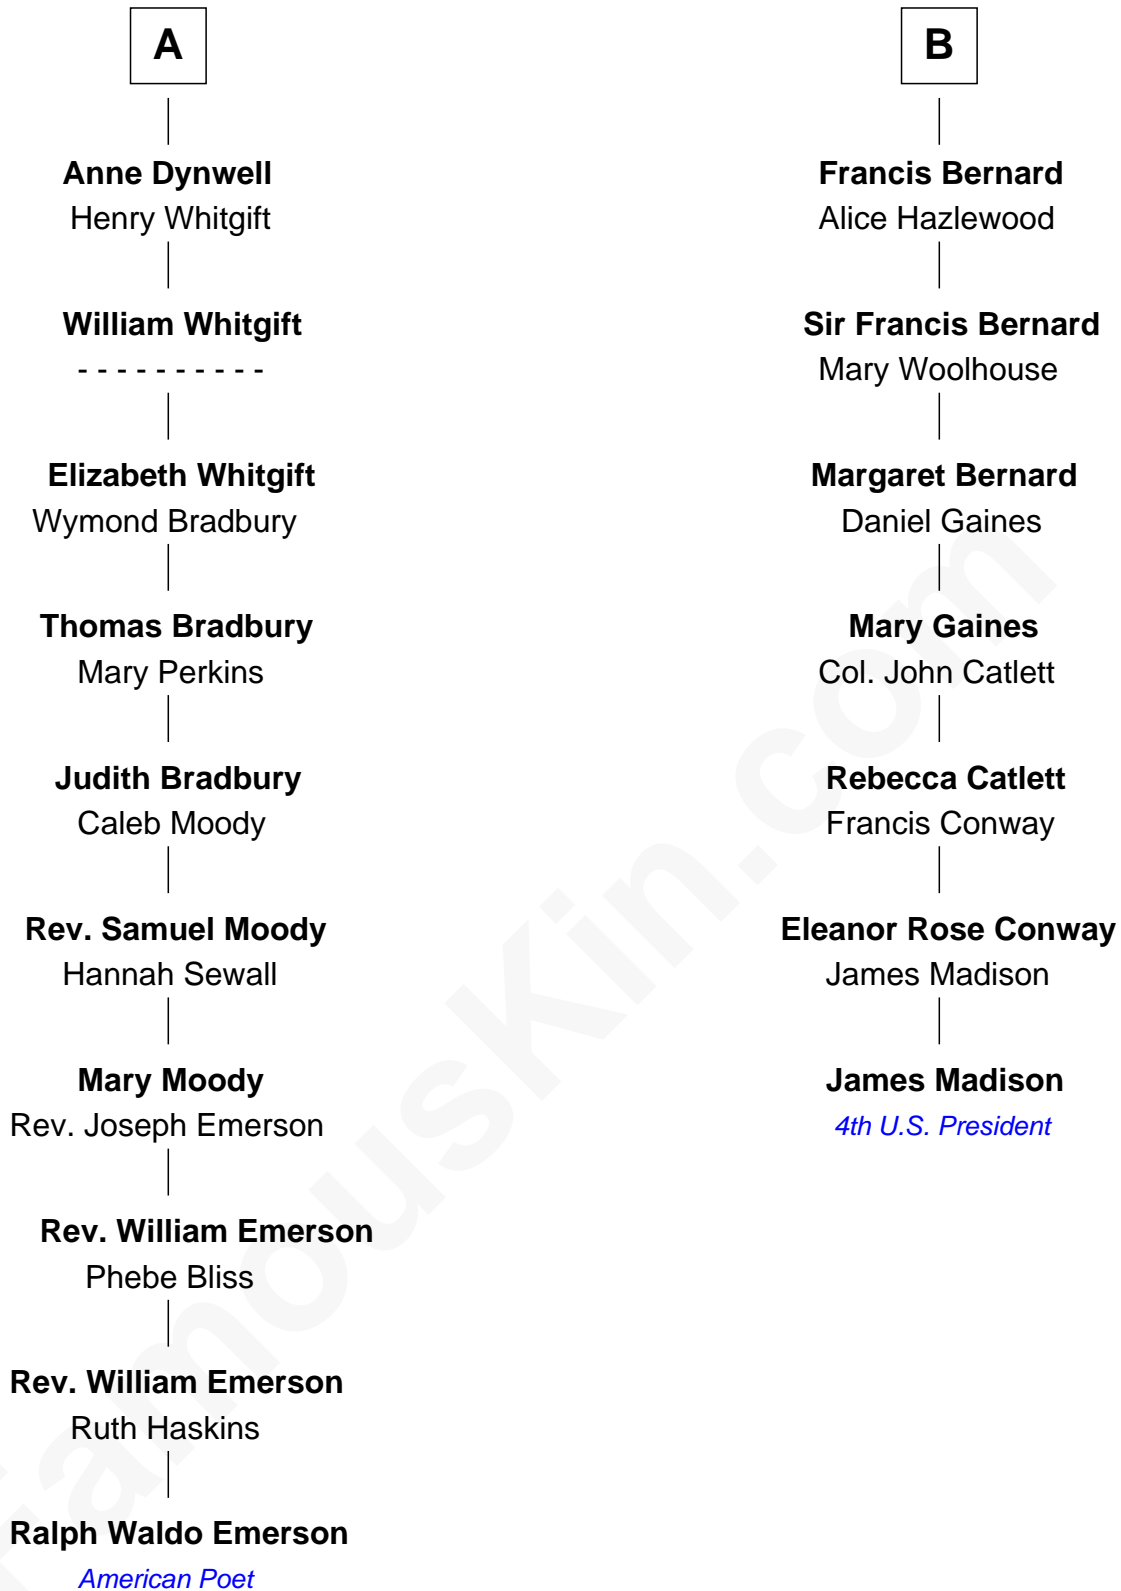 A
Anne Dynwell
Henry Whitgift
William Whitgift
- - - - - - - - - -
Elizabeth Whitgift
Wymond Bradbury
Thomas Bradbury
Mary Perkins
Judith Bradbury
Caleb Moody
Rev. Samuel Moody
Hannah Sewall
Mary Moody
Rev. Joseph Emerson
Rev. William Emerson
Phebe Bliss
Rev. William Emerson
Ruth Haskins
Ralph Waldo Emerson
American Poet
B
Francis Bernard
Alice Hazlewood
Sir Francis Bernard
Mary Woolhouse
Margaret Bernard
Daniel Gaines
Mary Gaines
Col. John Catlett
Rebecca Catlett
Francis Conway
Eleanor Rose Conway
James Madison
James Madison
4th U.S. President
FamousKin.com